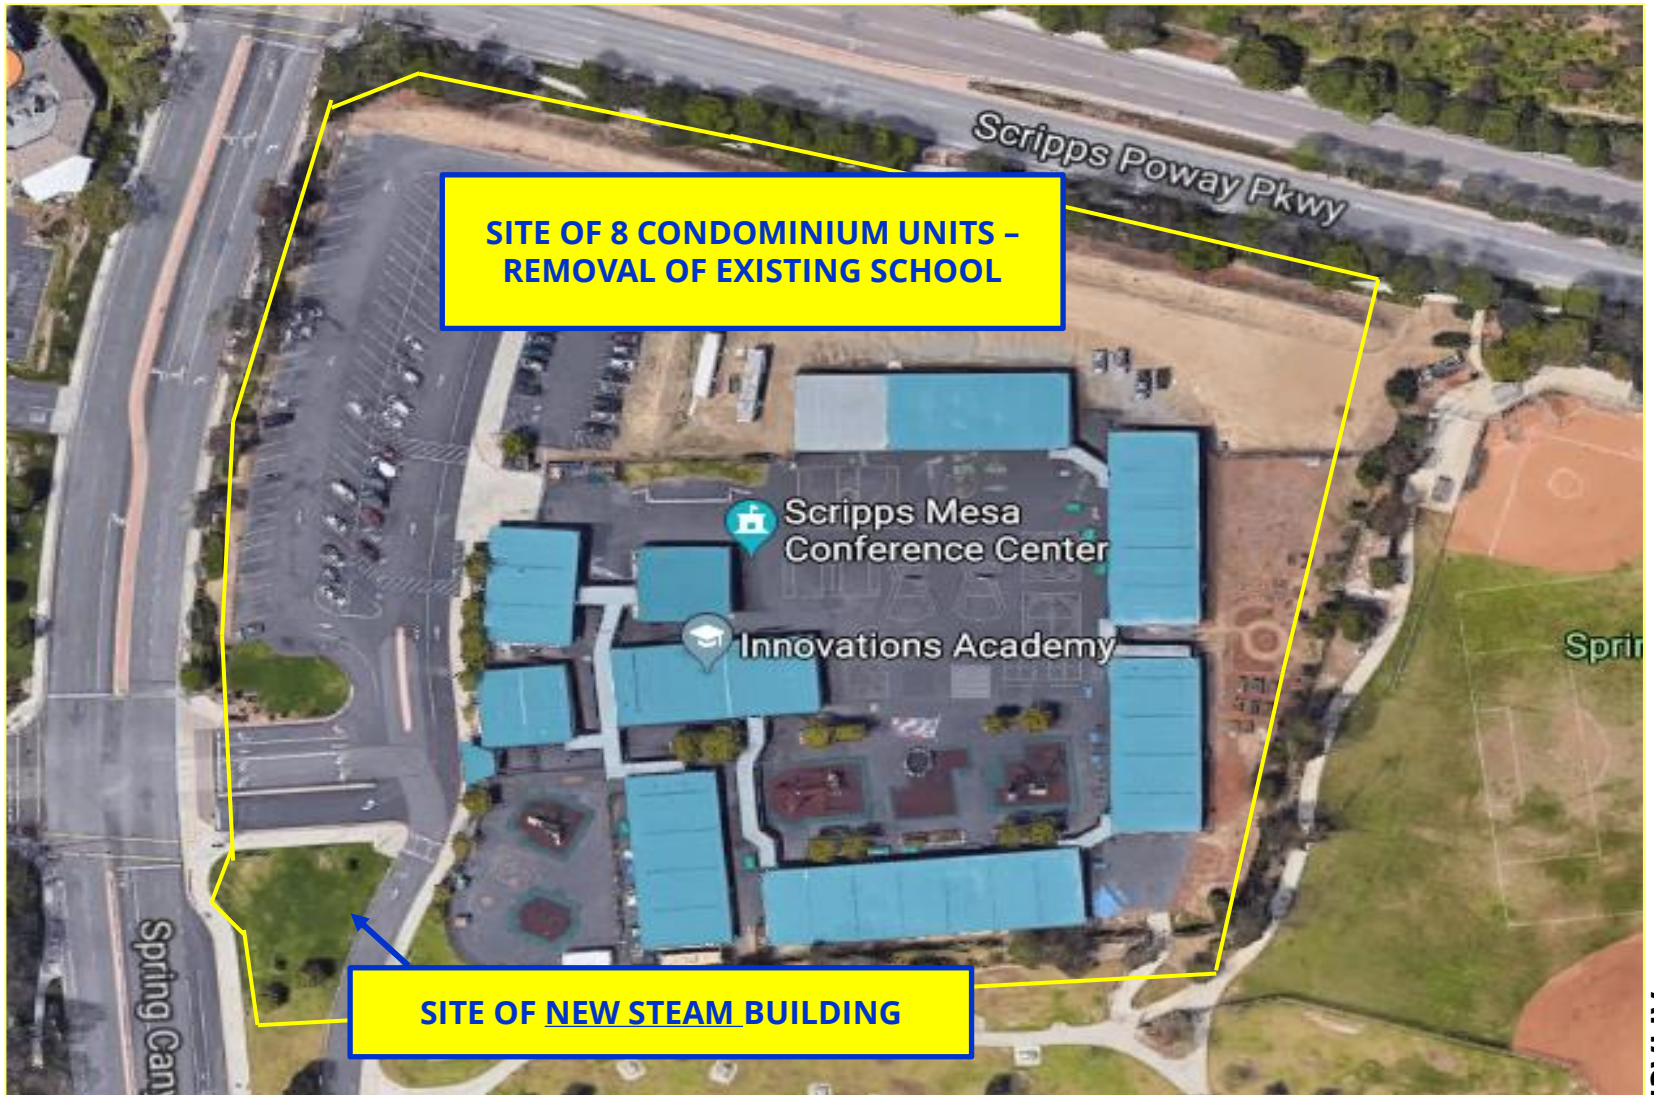 Scripps Poway Pkwy
SITE OF 8 CONDOMINIUM UNITS –
REMOVAL OF EXISTING SCHOOL
Scripps Mesa
Conference Center
Innovations Academy
SITE OF NEW STEAM BUILDING